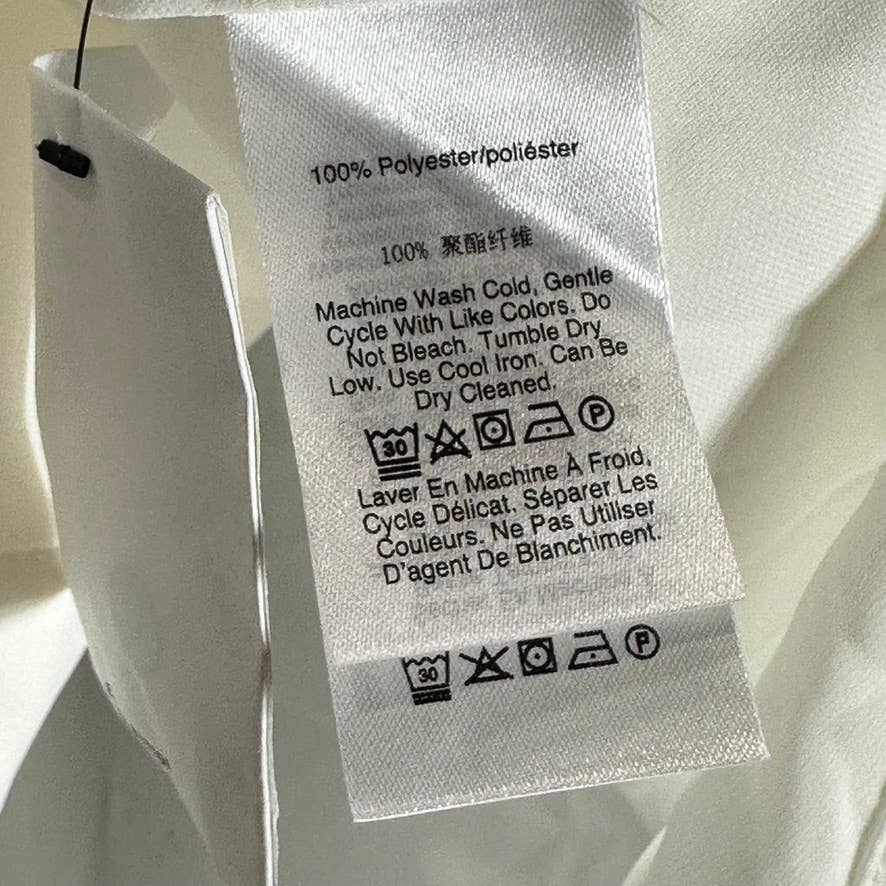 100% Polyester/poliéster
100% 聚酯纤维
Machine Wash Cold, Gentle
Cycle With Like Colors. Do
Not Bleach. Tumble Dry
Low. Use Cool Iron. Can Be
Dry Cleaned.
30 P
Laver En Machine À Froid,
Cycle Délicat. Séparer Les
Couleurs. Ne Pas Utiliser
D'agent De Blanchiment.
30 P